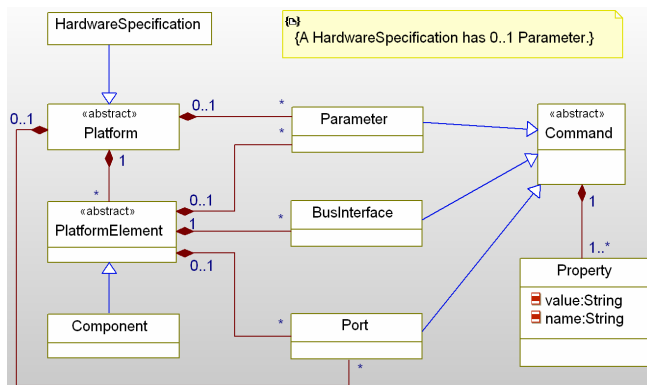 HardwareSpecification
{A HardwareSpecification has 0..1 Parameter.}
0..1
«abstract»
Platform
0..1
*
Parameter
*
«abstract»
Command
1
*
«abstract»
PlatformElement
0..1
1
*
BusInterface
0..1
1
1..*
Property
value:String
name:String
Component
*
Port
*